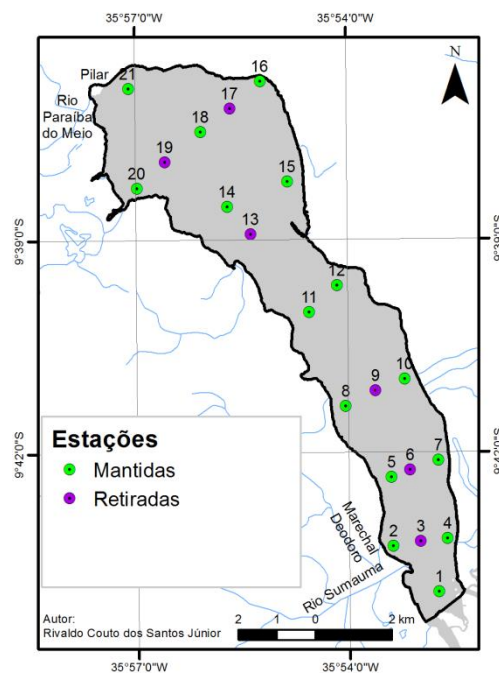 35°57'0"W 35°54'0"W
N
Pilar
21
16
17
Rio
Paraíba
do Meio
18
19
15
20
14
13
9°39'0"S 9°39'0"S
12
11
10
9
8
Estações
Mantidas
Retiradas
9°42'0"S 9°42'0"S
7
6
5
Marechal
Deodoro
4
3
2
Rio Sumauma
1
Autor:
Rivaldo Couto dos Santos Júnior
2 1 0 2 km
35°57'0"W 35°54'0"W